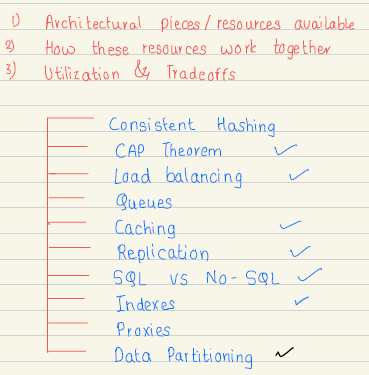 1) Architectural pieces/resources available
2) How these resources work together
3) Utilization & Tradeoffs
Consistent Hashing
CAP Theorem ✓
Load balancing ✓
Queues
Caching ✓
Replication ✓
SQL vs No-SQL ✓
Indexes ✓
Proxies
Data Partitioning ✓